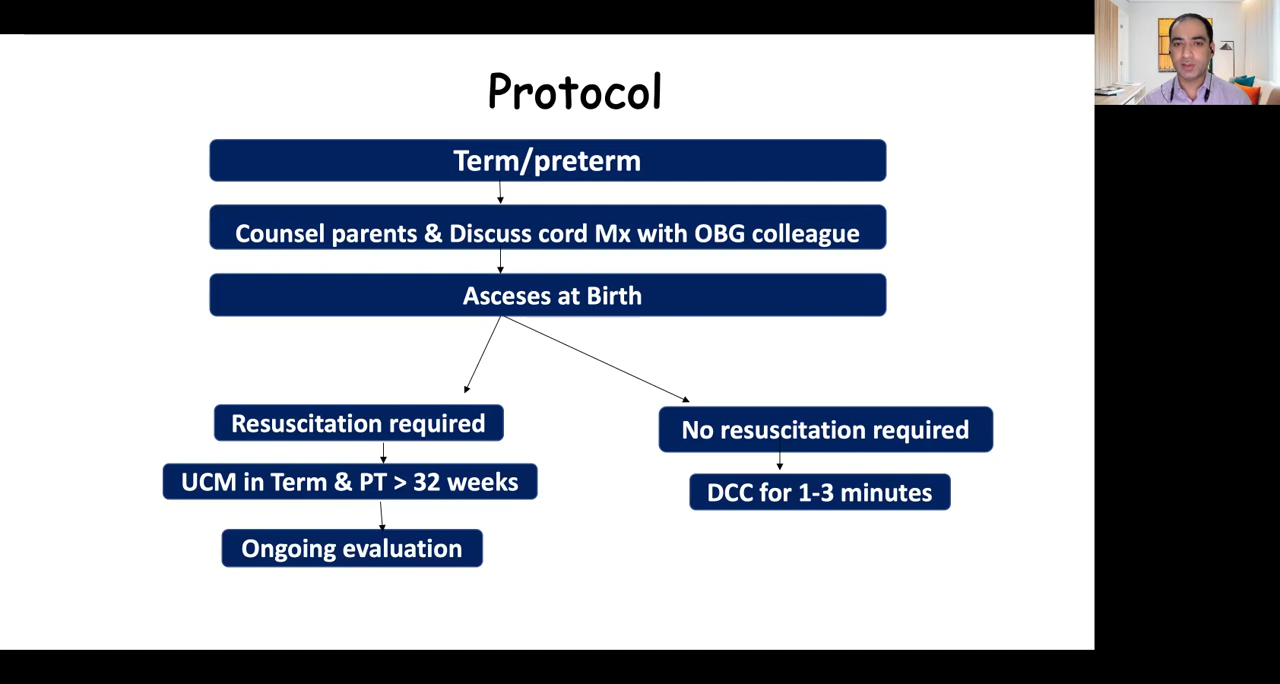 Protocol
Term/preterm
Counsel parents & Discuss cord Mx with OBG colleague
Asceses at Birth
Resuscitation required
No resuscitation required
UCM in Term & PT > 32 weeks
DCC for 1-3 minutes
Ongoing evaluation